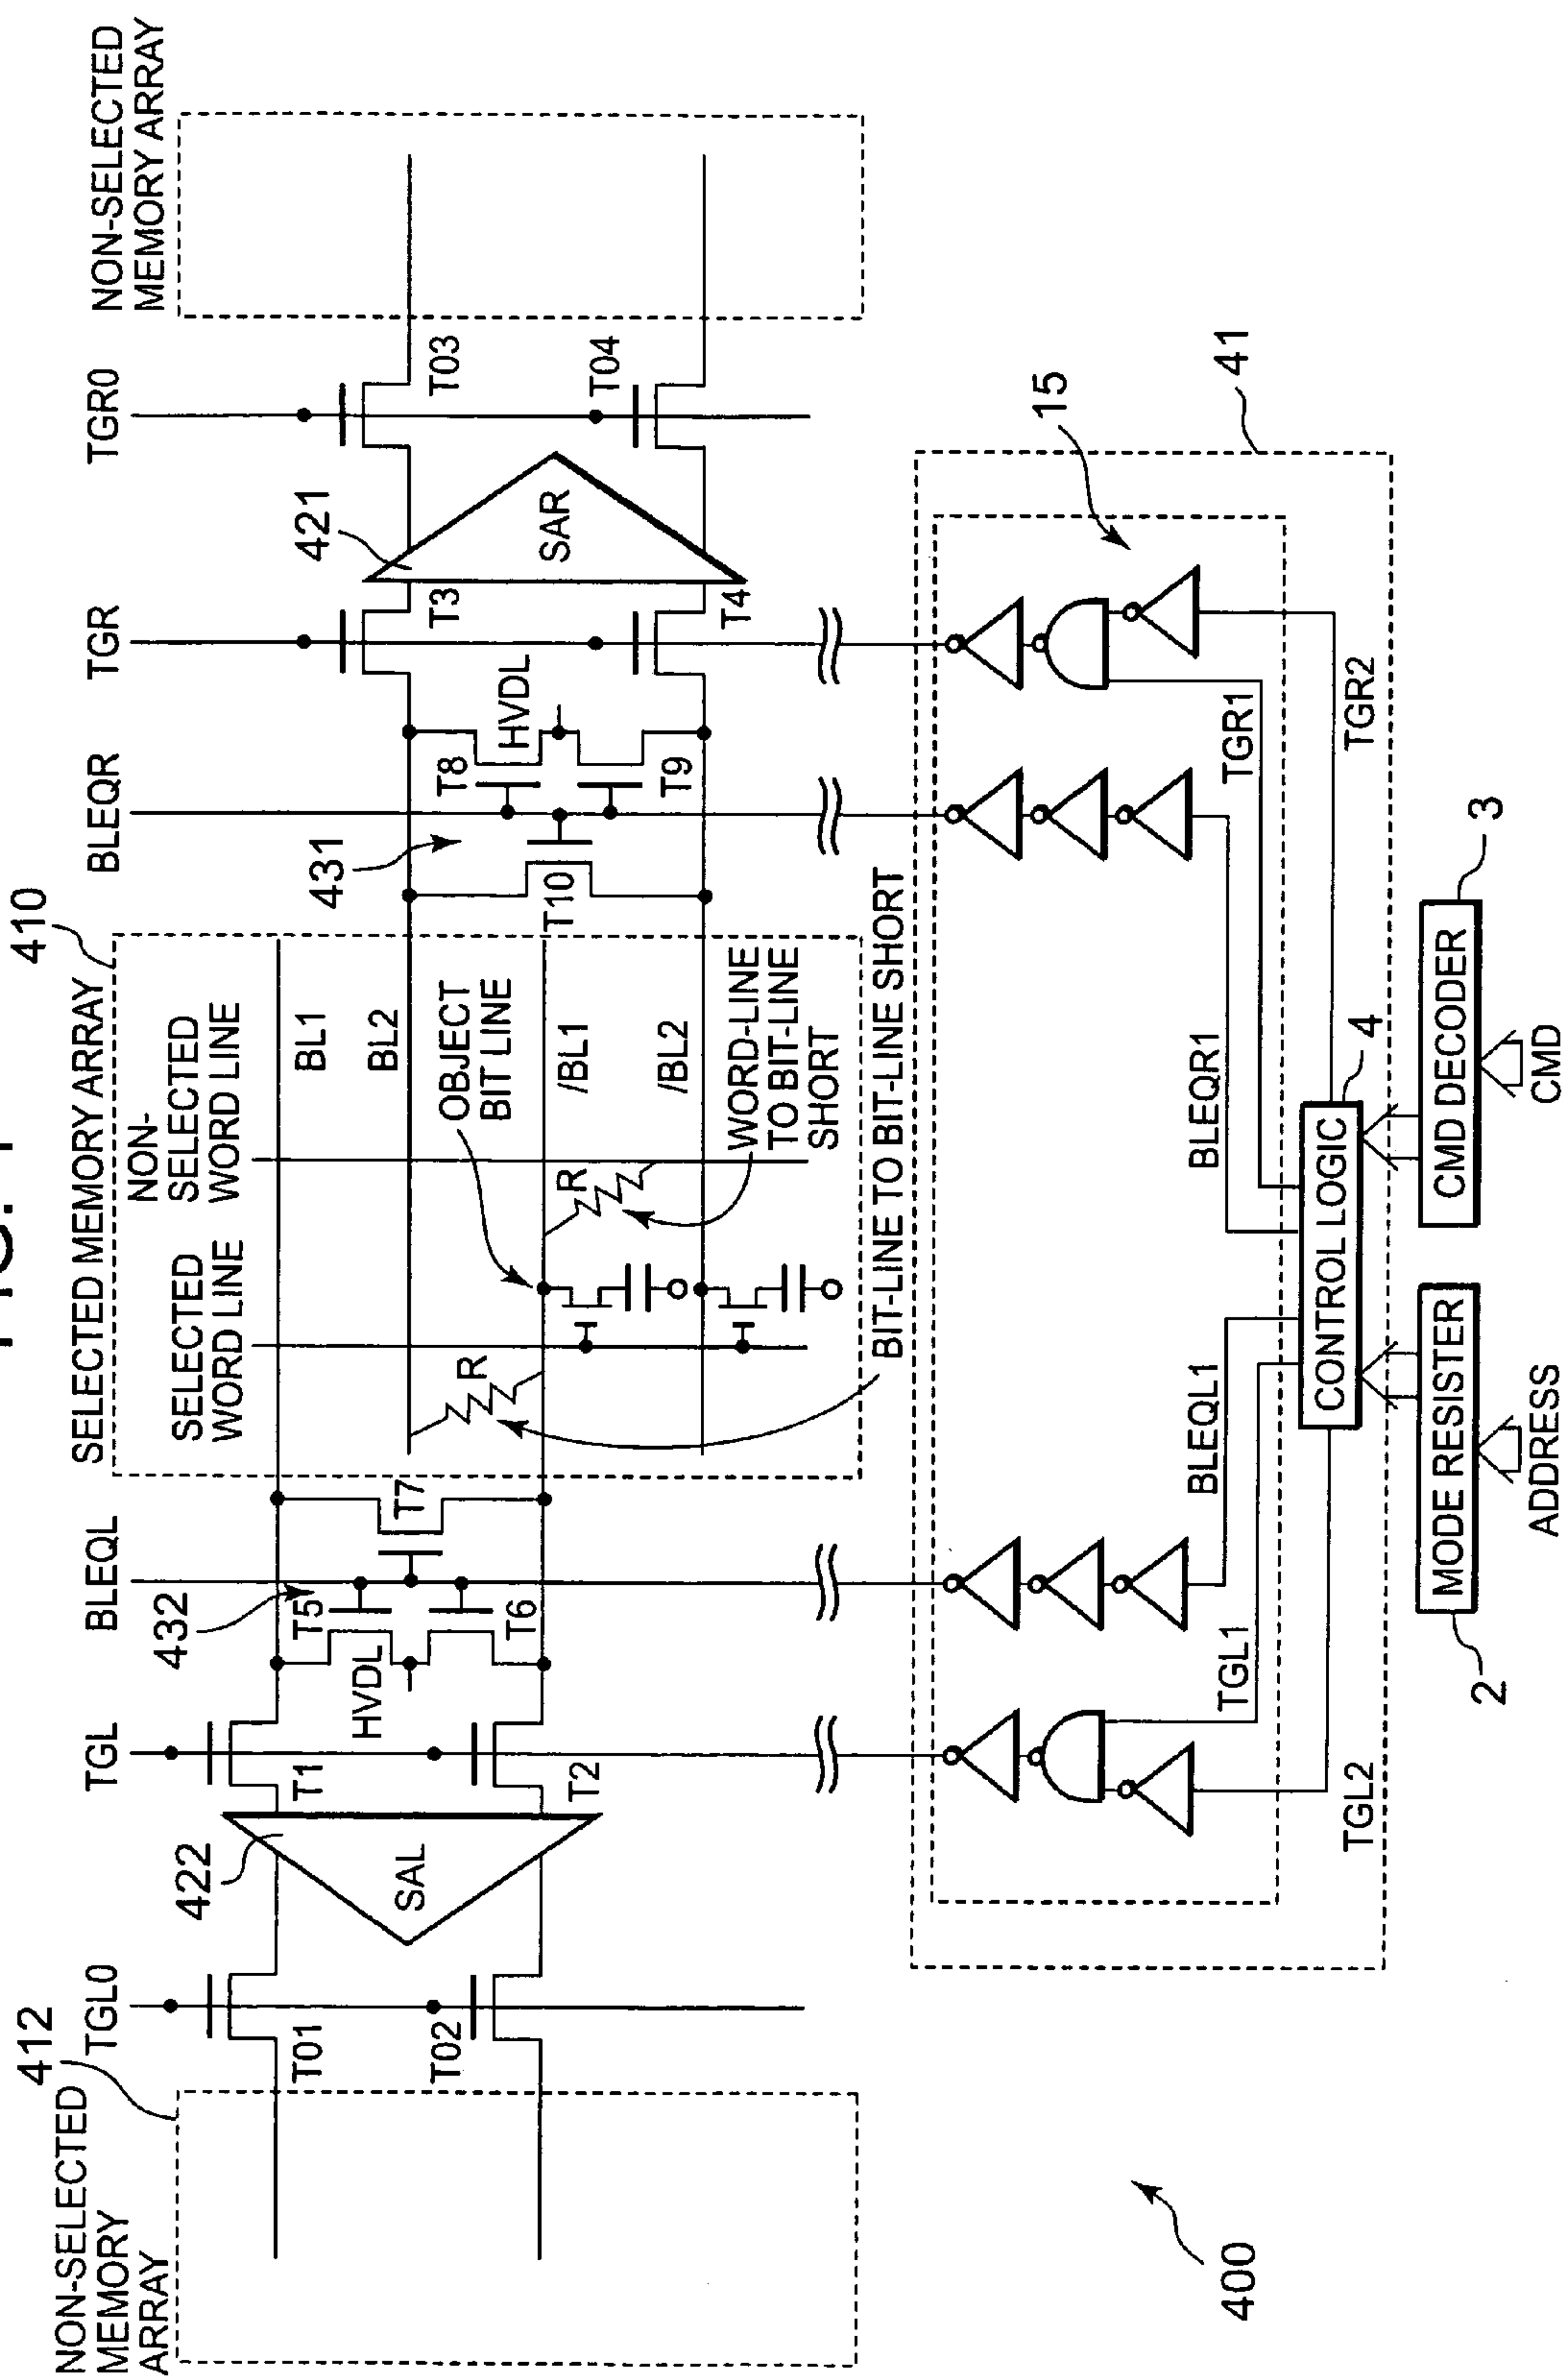 410
SELECTED MEMORY ARRAY
NON-SELECTED
MEMORY
ARRAY
412
TGL0
TGL
BLEQL
SELECTED
WORD LINE
NON-
SELECTED
WORD LINE
BLEQR
TGR
TGR0
NON-SELECTED
MEMORY ARRAY
422
432
431
421
T01
T1
T5
T7
BL1
HVDL
BL2
T8
HVDL
T3
T03
SAL
R
OBJECT
BIT LINE
T10
SAR
T02
T2
T6
R
/BL1
T9
T4
T04
/BL2
WORD-LINE
TO BIT-LINE
SHORT
BIT-LINE TO BIT-LINE SHORT
15
41
TGL1
BLEQL1
BLEQR1
TGR1
TGL2
CONTROL LOGIC
4
TGR2
2
MODE RESISTER
CMD DECODER
3
ADDRESS
CMD
400